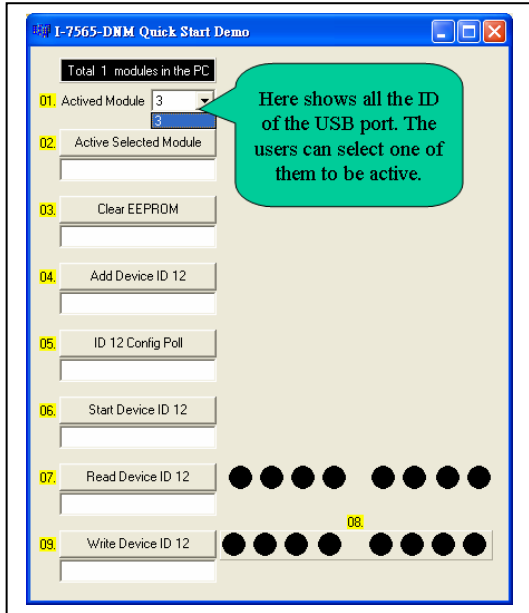 I-7565-DNM Quick Start Demo
Total 1 modules in the PC
01. Actived Module 3
3
Here shows all the ID
of the USB port. The
users can select one of
them to be active.
02. Active Selected Module
03. Clear EEPROM
04. Add Device ID 12
05. ID 12 Config Poll
06. Start Device ID 12
07. Read Device ID 12
08.
09. Write Device ID 12